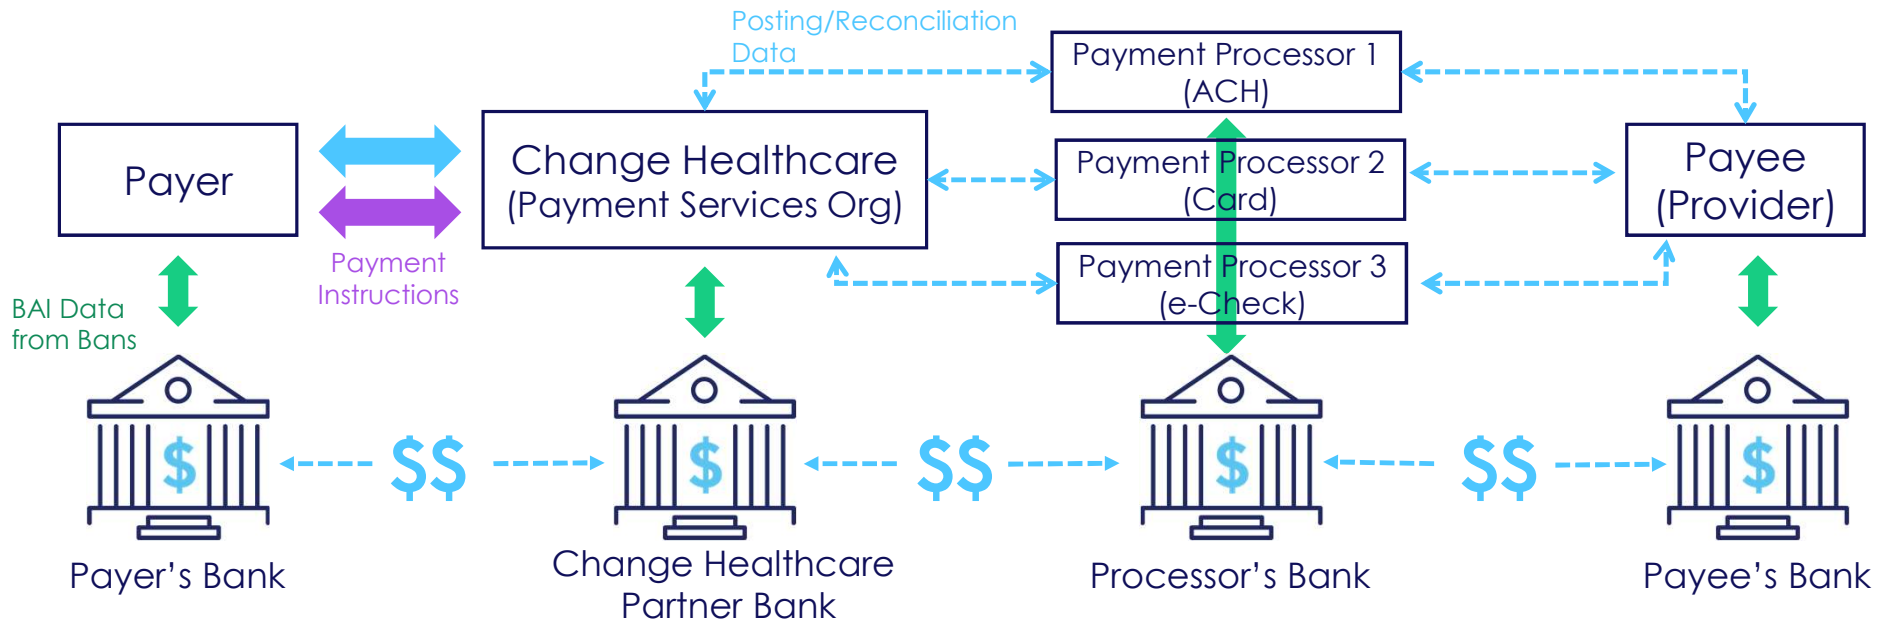 Posting/Reconciliation
Data
Payment Processor 1
(ACH)
Payer
Change Healthcare
(Payment Services Org)
Payment Processor 2
(Card)
Payee
(Provider)
Payment
Instructions
Payment Processor 3
(e-Check)
BAI Data
from Bans
$
$$
$
$$
$
$$
$
Payer's Bank
Change Healthcare
Partner Bank
Processor's Bank
Payee's Bank